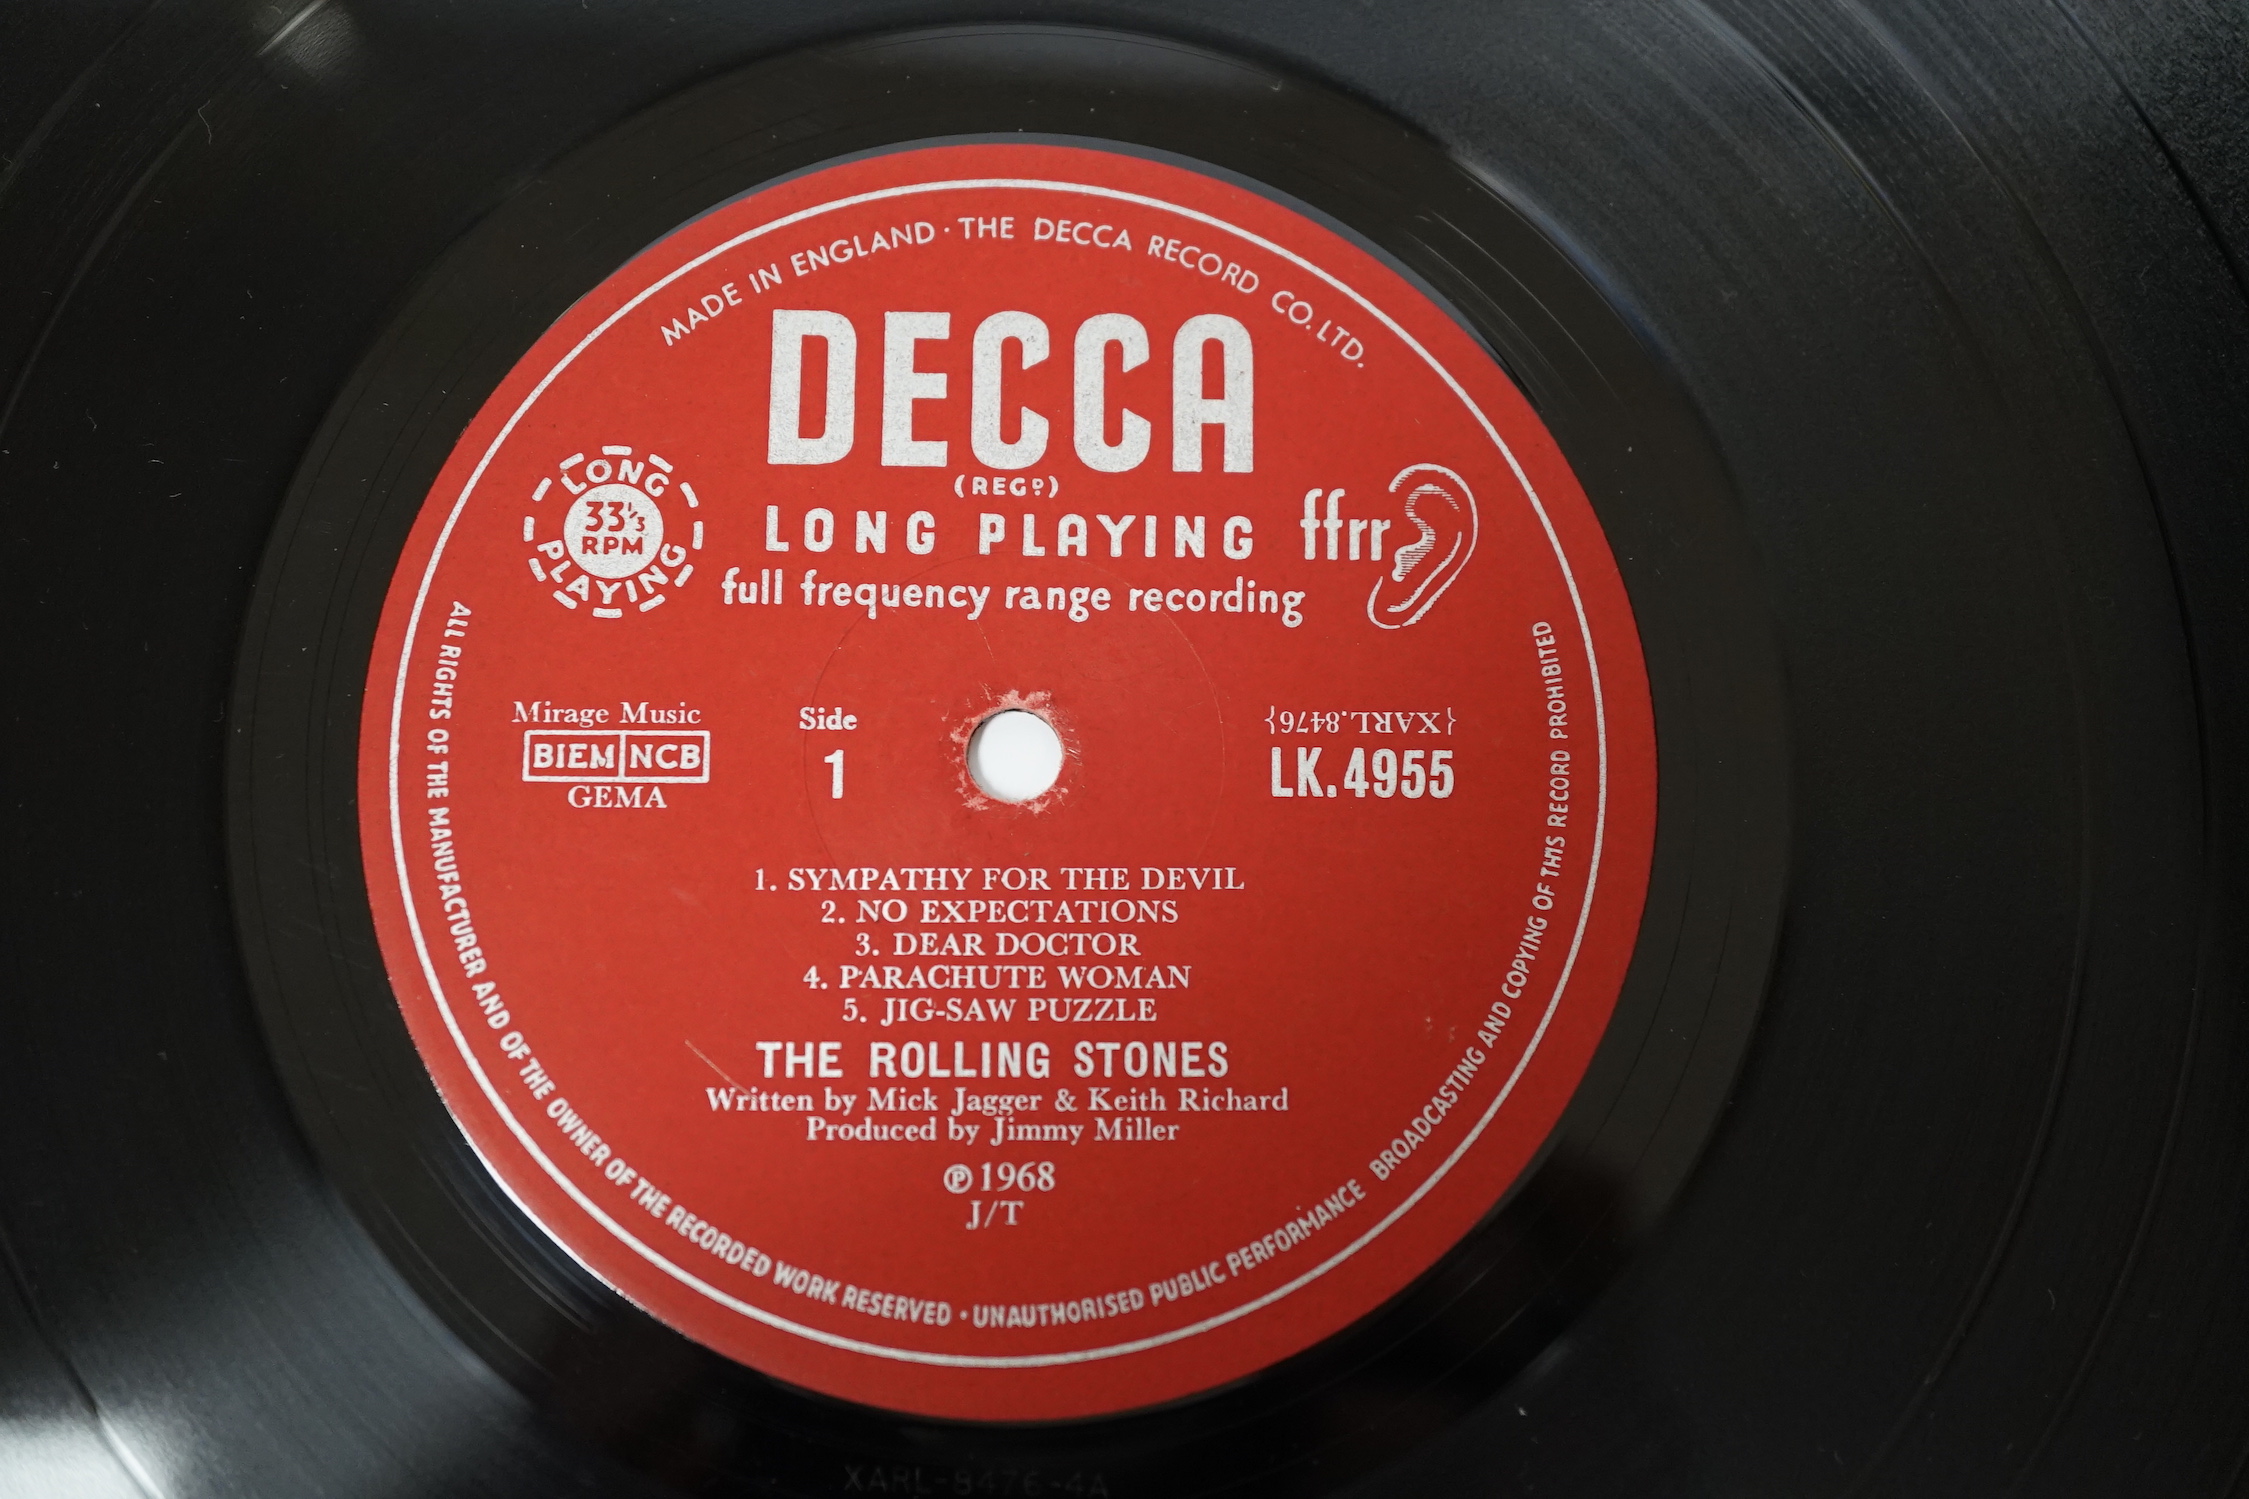 MADE IN ENGLAND · THE DECCA RECORD CO. LTD.
DECCA
(REGD)
LONG PLAYING
33⅓
RPM
LONG PLAYING
ffrr
full frequency range recording
Mirage Music
BIEM NCB
GEMA
Side
1
{XARL.8476}
LK.4955
1. SYMPATHY FOR THE DEVIL
2. NO EXPECTATIONS
3. DEAR DOCTOR
4. PARACHUTE WOMAN
5. JIG-SAW PUZZLE
THE ROLLING STONES
Written by Mick Jagger & Keith Richard
Produced by Jimmy Miller
℗ 1968
J/T
ALL RIGHTS OF THE MANUFACTURER AND OF THE OWNER OF THE RECORDED WORK RESERVED · UNAUTHORISED PUBLIC PERFORMANCE BROADCASTING AND COPYING OF THIS RECORD PROHIBITED
XARL-8476-4A